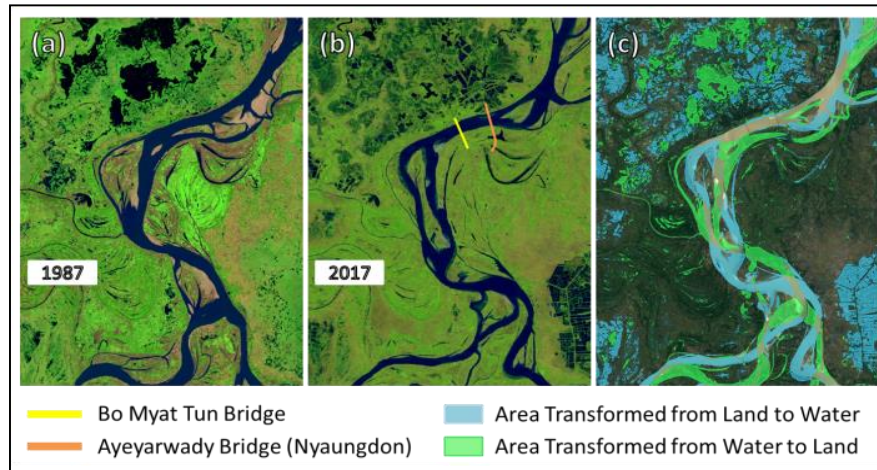 (a)
(b)
(c)
1987
2017
Bo Myat Tun Bridge
Area Transformed from Land to Water
Ayeyarwady Bridge (Nyaungdon)
Area Transformed from Water to Land